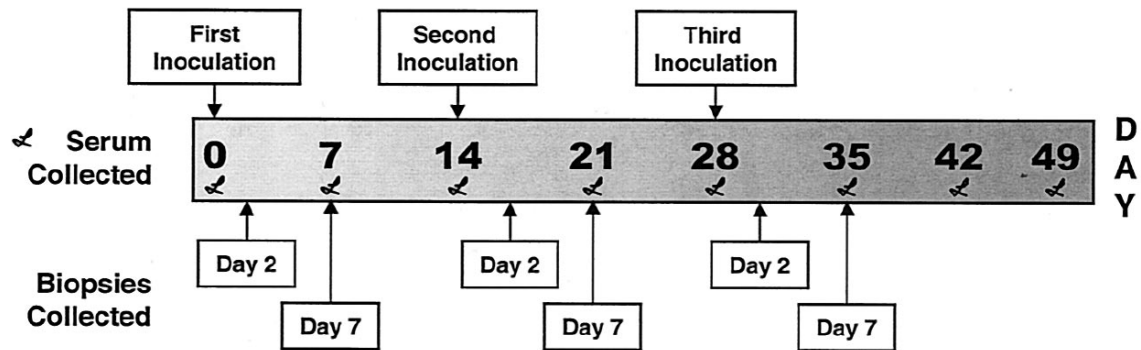 First
Inoculation
Second
Inoculation
Third
Inoculation
Serum
Collected
0 7 14 21 28 35 42 49
DAY
Day 2
Day 2
Day 2
Biopsies
Collected
Day 7
Day 7
Day 7